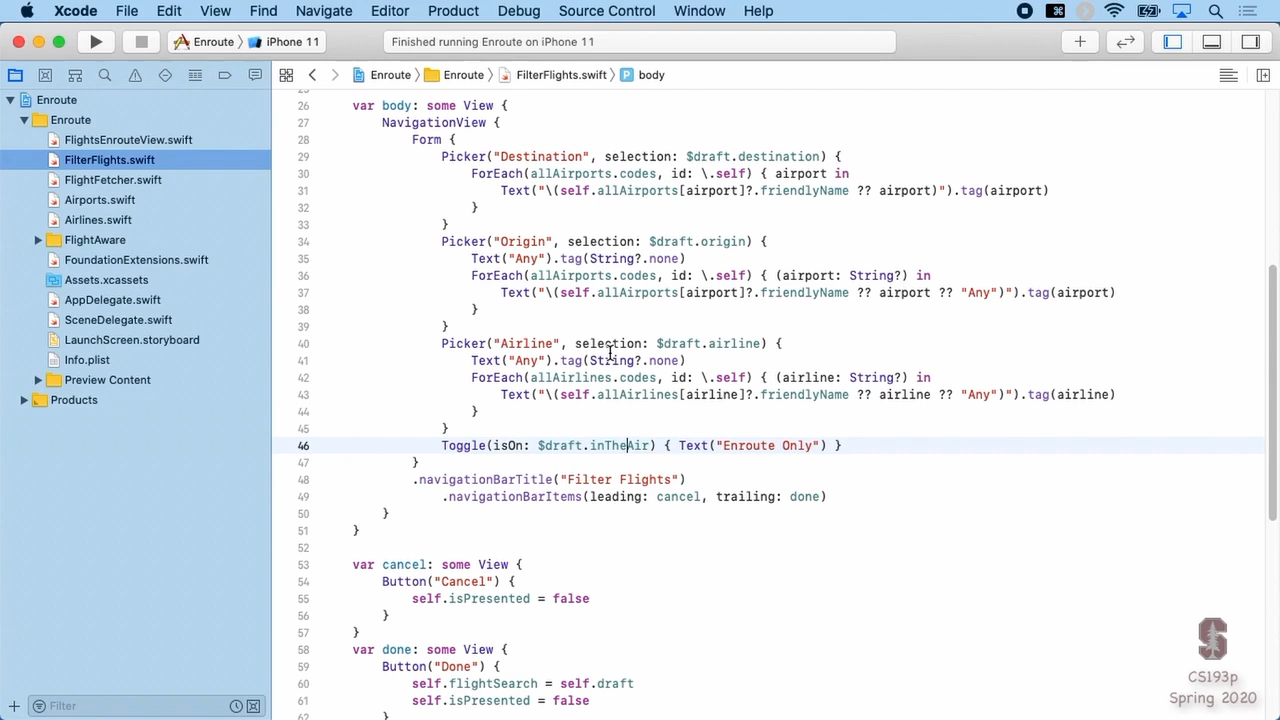 Xcode File Edit View Find Navigate Editor Product Debug Source Control Window Help
Enroute iPhone 11 Finished running Enroute on iPhone 11
Enroute Enroute FilterFlights.swift P body
Enroute
Enroute
FlightsEnrouteView.swift
FilterFlights.swift
FlightFetcher.swift
Airports.swift
Airlines.swift
FlightAware
FoundationExtensions.swift
Assets.xcassets
AppDelegate.swift
SceneDelegate.swift
LaunchScreen.storyboard
Info.plist
Preview Content
Products
Filter
26 var body: some View {
27 NavigationView {
28 Form {
29 Picker("Destination", selection: $draft.destination) {
30 ForEach(allAirports.codes, id: \.self) { airport in
31 Text("\(self.allAirports[airport]?.friendlyName ?? airport)").tag(airport)
32 }
33 }
34 Picker("Origin", selection: $draft.origin) {
35 Text("Any").tag(String?.none)
36 ForEach(allAirports.codes, id: \.self) { (airport: String?) in
37 Text("\(self.allAirports[airport]?.friendlyName ?? airport ?? "Any")").tag(airport)
38 }
39 }
40 Picker("Airline", selection: $draft.airline) {
41 Text("Any").tag(String?.none)
42 ForEach(allAirlines.codes, id: \.self) { (airline: String?) in
43 Text("\(self.allAirlines[airline]?.friendlyName ?? airline ?? "Any")").tag(airline)
44 }
45 }
46 Toggle(isOn: $draft.inTheAir) { Text("Enroute Only") }
47 }
48 .navigationBarTitle("Filter Flights")
49 .navigationBarItems(leading: cancel, trailing: done)
50 }
51 }
52
53 var cancel: some View {
54 Button("Cancel") {
55 self.isPresented = false
56 }
57 }
58 var done: some View {
59 Button("Done") {
60 self.flightSearch = self.draft
61 self.isPresented = false
62 }
CS193p
Spring 2020